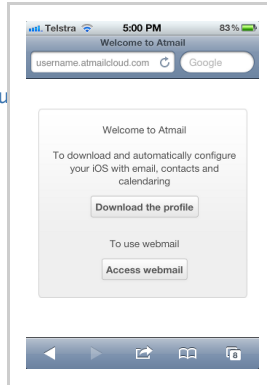 Telstra 5:00 PM 83 %
Welcome to Atmail
username.atmailcloud.com Google
Welcome to Atmail
To download and automatically configure
your iOS with email, contacts and
calendaring
Download the profile
To use webmail
Access webmail
8